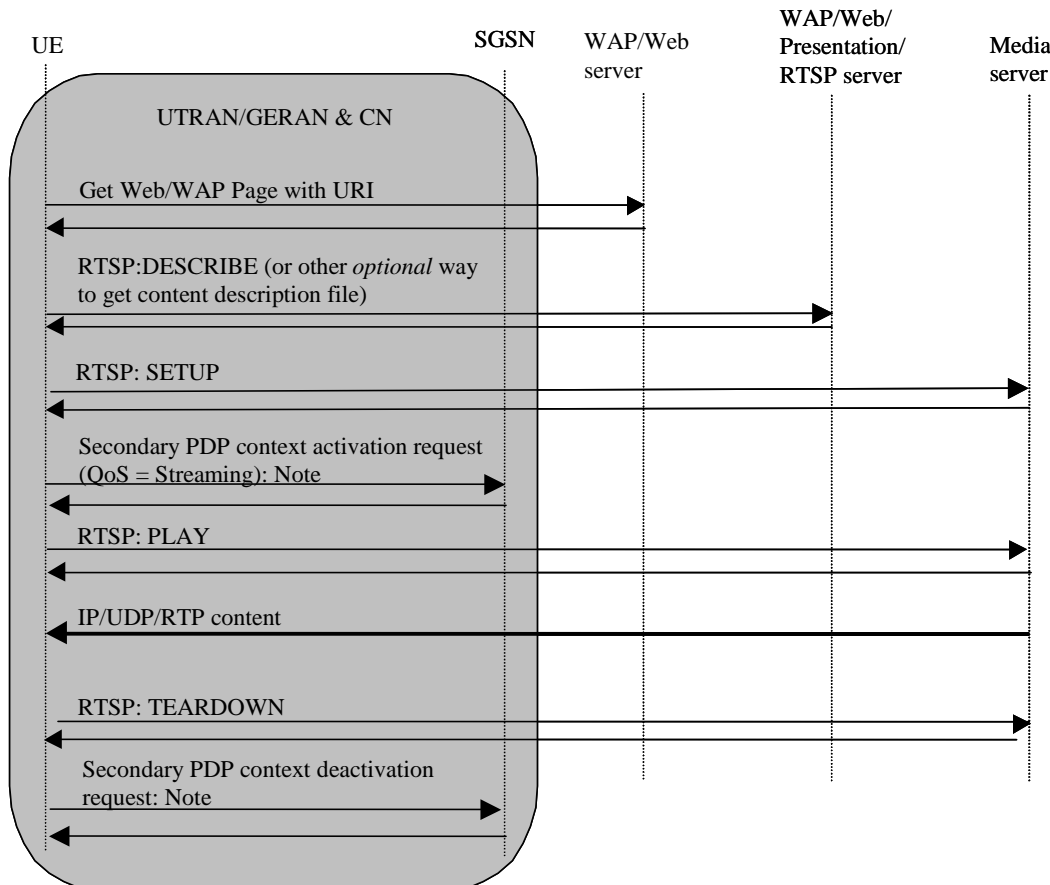 UE
SGSN
WAP/Web
server
WAP/Web/
Presentation/
RTSP server
Media
server
UTRAN/GERAN & CN
Get Web/WAP Page with URI
RTSP:DESCRIBE (or other optional way
to get content description file)
RTSP: SETUP
Secondary PDP context activation request
(QoS = Streaming): Note
RTSP: PLAY
IP/UDP/RTP content
RTSP: TEARDOWN
Secondary PDP context deactivation
request: Note